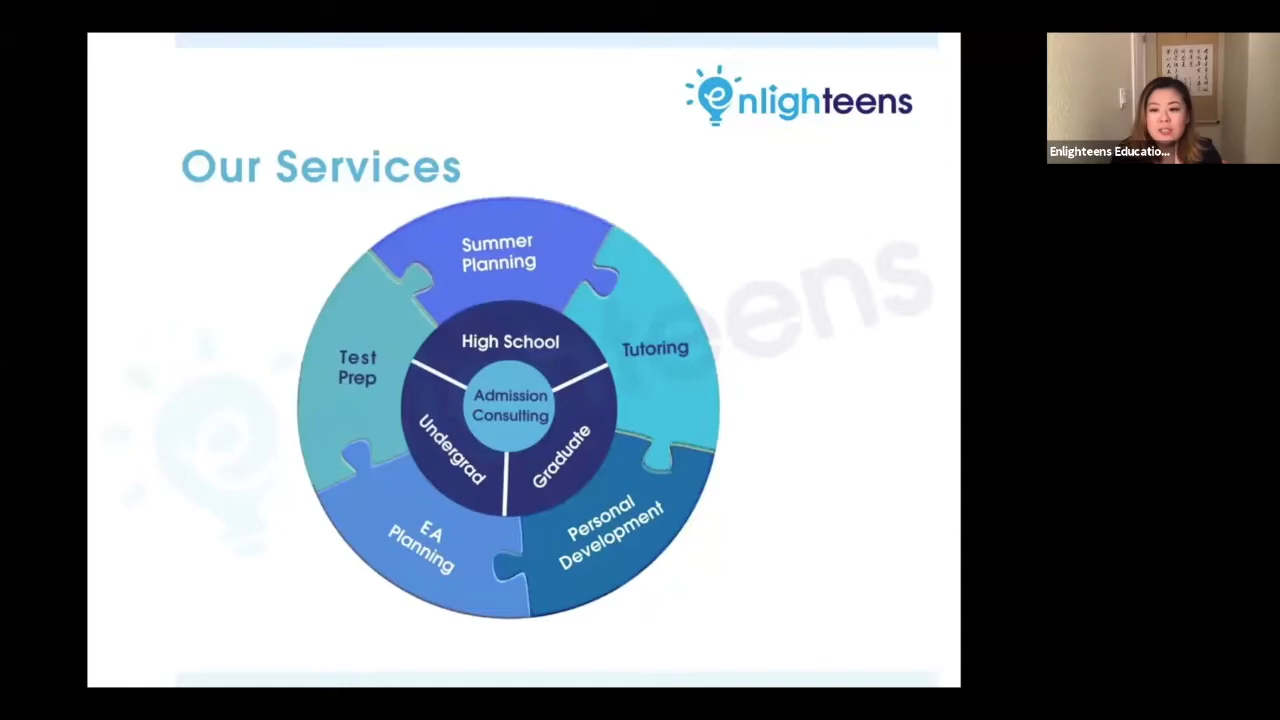 enlighteens
Our Services
Summer
Planning
Tutoring
Personal
Development
EA
Planning
Test
Prep
High School
Graduate
Undergrad
Admission
Consulting
teens
Enlighteens Educatio...